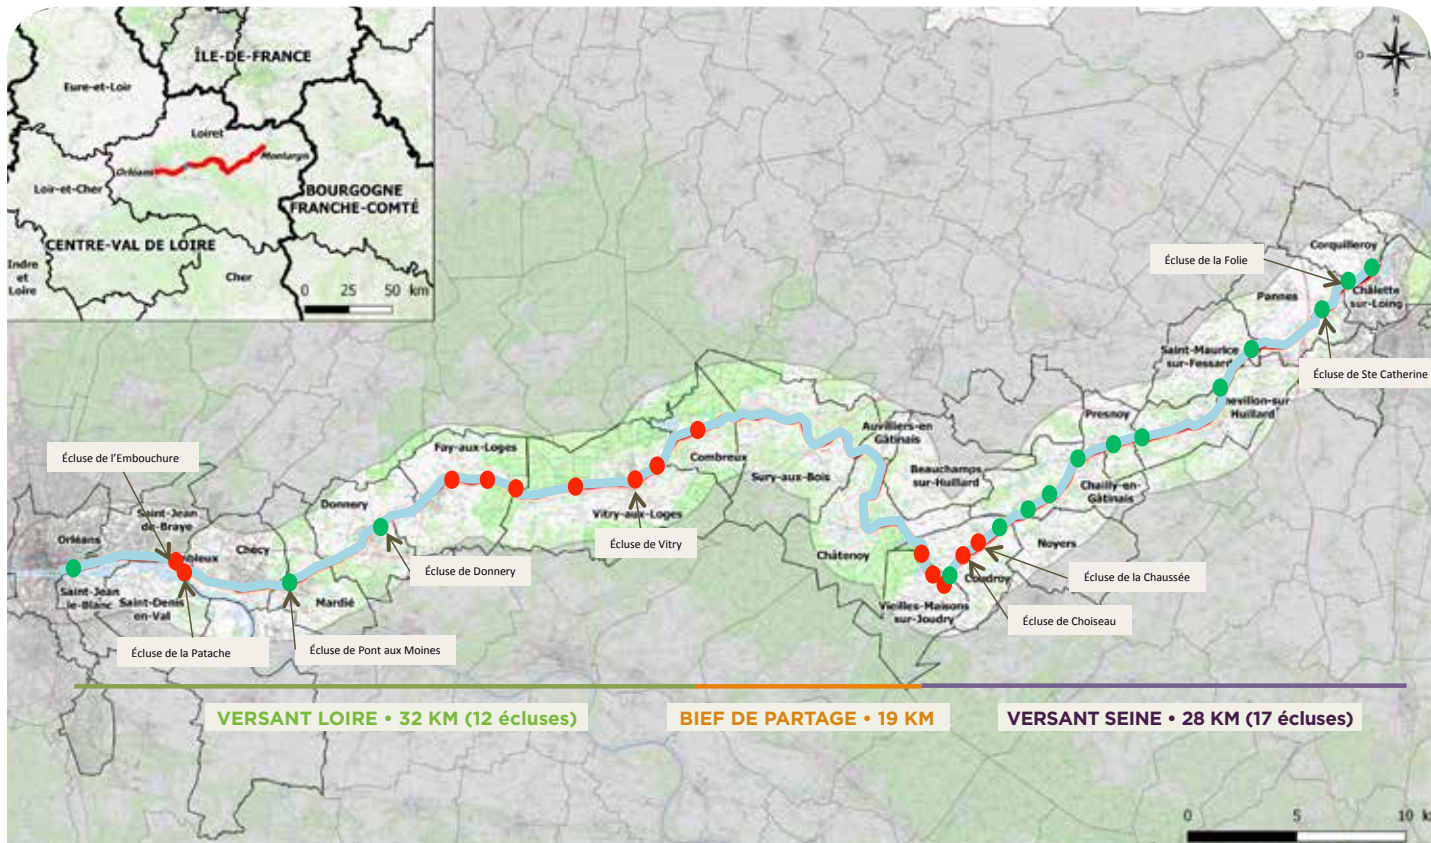 ÎLE-DE-FRANCE
Eure-et-Loir
Loiret
Montargis
Orléans
Loir-et-Cher
BOURGOGNE
FRANCHE-COMTÉ
CENTRE-VAL DE LOIRE
Indre
et
Loire
Cher
0 25 50 km
N
O
S
Corquilleroy
Écluse de la Folie
Pannes
Châlette
sur-Loing
Saint-Maurice
sur-Fessard
Écluse de Ste Catherine
Chevillon-sur
Huillard
Presnoy
Auvilliers-en
Gâtinais
Fay-aux-Loges
Combreux
Écluse de l'Embouchure
Sury-aux-Bois
Beauchamps
sur-Huillard
Chailly-en-
Gâtinais
Donnery
Saint-Jean
de-Braye
Vitry-aux-Loges
Écluse de Vitry
Orléans
Chécy
Combleux
Châtenoy
Noyers
Écluse de Donnery
Écluse de la Chaussée
Coudroy
Saint-Jean
le-Blanc
Saint-Denis
en-Val
Mardié
Vieilles-Maisons
sur-Joudry
Écluse de Choiseau
Écluse de la Patache
Écluse de Pont aux Moines
VERSANT LOIRE • 32 KM (12 écluses)
BIEF DE PARTAGE • 19 KM
VERSANT SEINE • 28 KM (17 écluses)
0 5 10 k